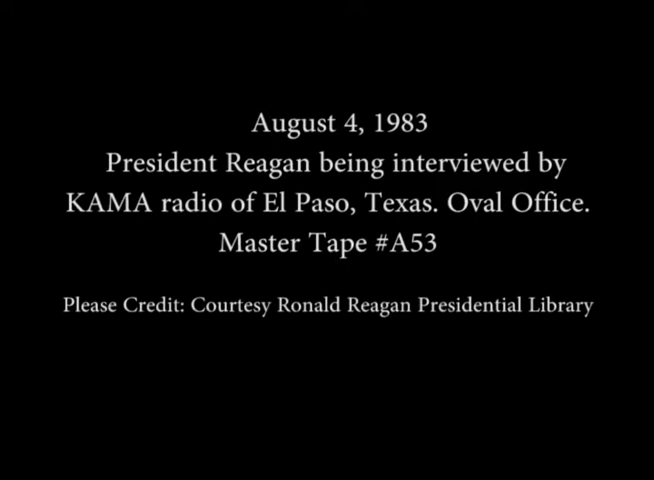 August 4, 1983
President Reagan being interviewed by
KAMA radio of El Paso, Texas. Oval Office.
Master Tape #A53
Please Credit: Courtesy Ronald Reagan Presidential Library